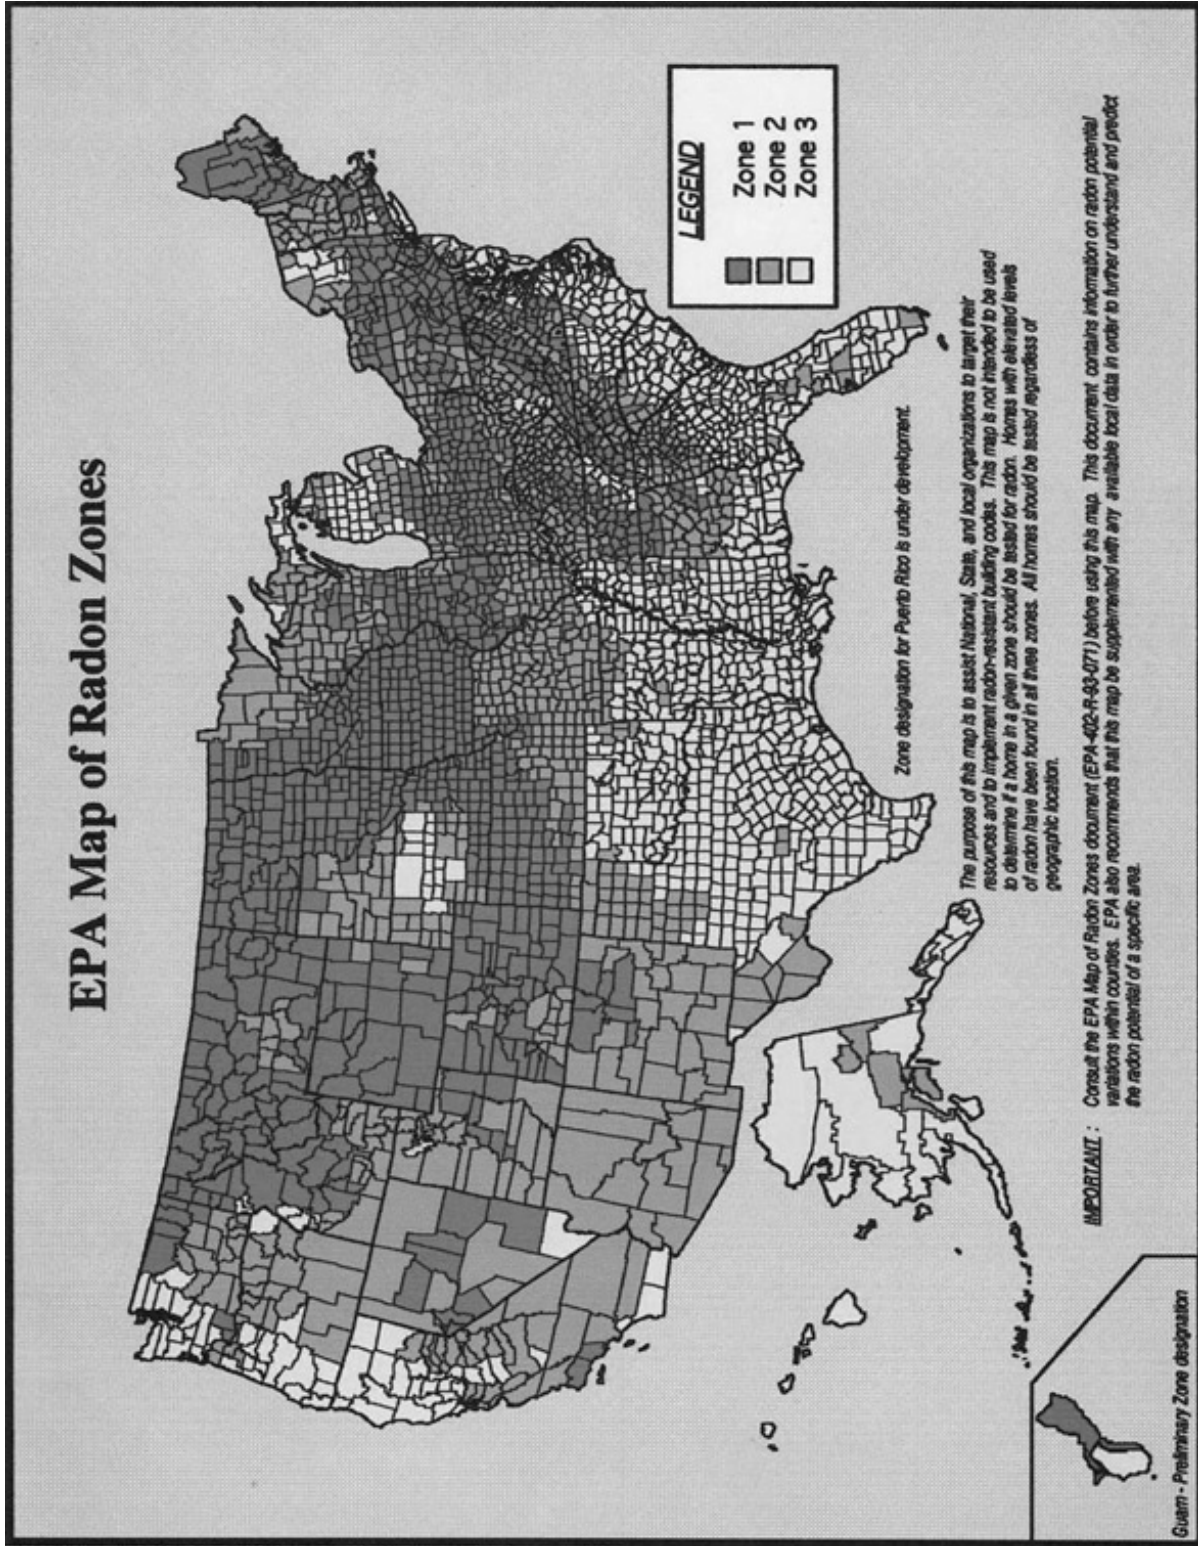 EPA Map of Radon Zones
LEGEND
Zone 1
Zone 2
Zone 3
Zone designation for Puerto Rico is under development.
The purpose of this map is to assist National, State, and local organizations to target their
resources and to implement radon-resistant building codes. This map is not intended to be used
to determine if a home in a given zone should be tested for radon. Homes with elevated levels
of radon have been found in all three zones. All homes should be tested regardless of
geographic location.
IMPORTANT : Consult the EPA Map of Radon Zones document (EPA-402-R-93-071) before using this map. This document contains information on radon potential
variations within counties. EPA also recommends that this map be supplemented with any available local data in order to further understand and predict
the radon potential of a specific area.
Guam - Preliminary Zone designation